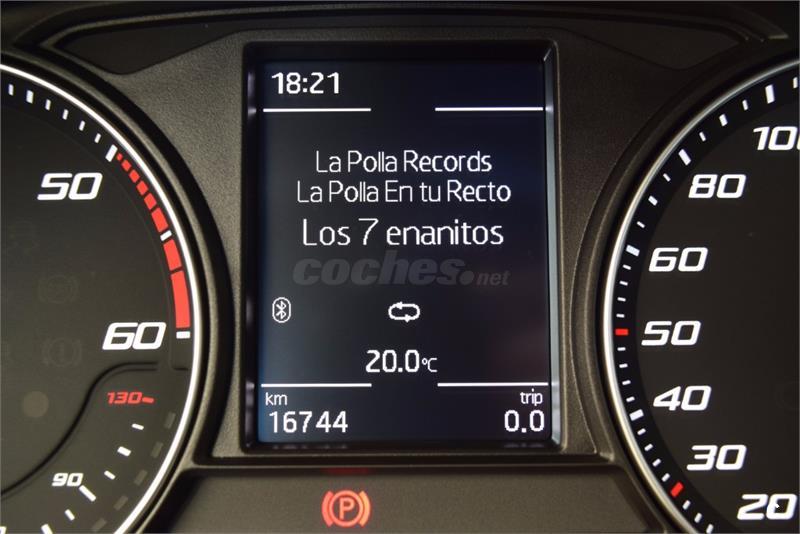 18:21
La Polla Records
La Polla En tu Recto
Los 7 enanitos
coches.net
20.0°C
km
trip
16744
0.0
50
60
130
90
100
80
60
50
40
30
20
P